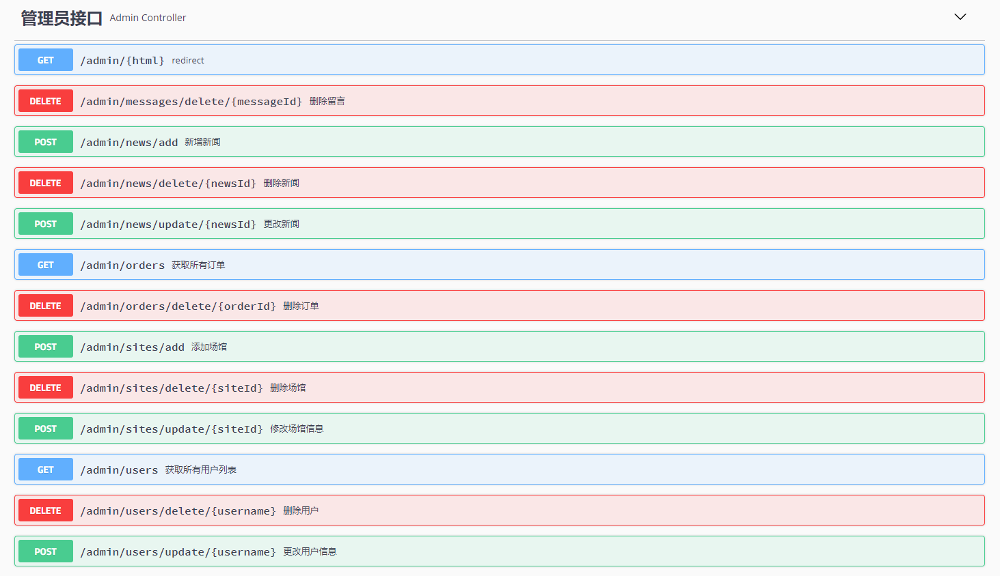 管理员接口 Admin Controller
GET /admin/{html} redirect
DELETE /admin/messages/delete/{messageId} 删除留言
POST /admin/news/add 新增新闻
DELETE /admin/news/delete/{newsId} 删除新闻
POST /admin/news/update/{newsId} 更改新闻
GET /admin/orders 获取所有订单
DELETE /admin/orders/delete/{orderId} 删除订单
POST /admin/sites/add 添加场馆
DELETE /admin/sites/delete/{siteId} 删除场馆
POST /admin/sites/update/{siteId} 修改场馆信息
GET /admin/users 获取所有用户列表
DELETE /admin/users/delete/{username} 删除用户
POST /admin/users/update/{username} 更改用户信息